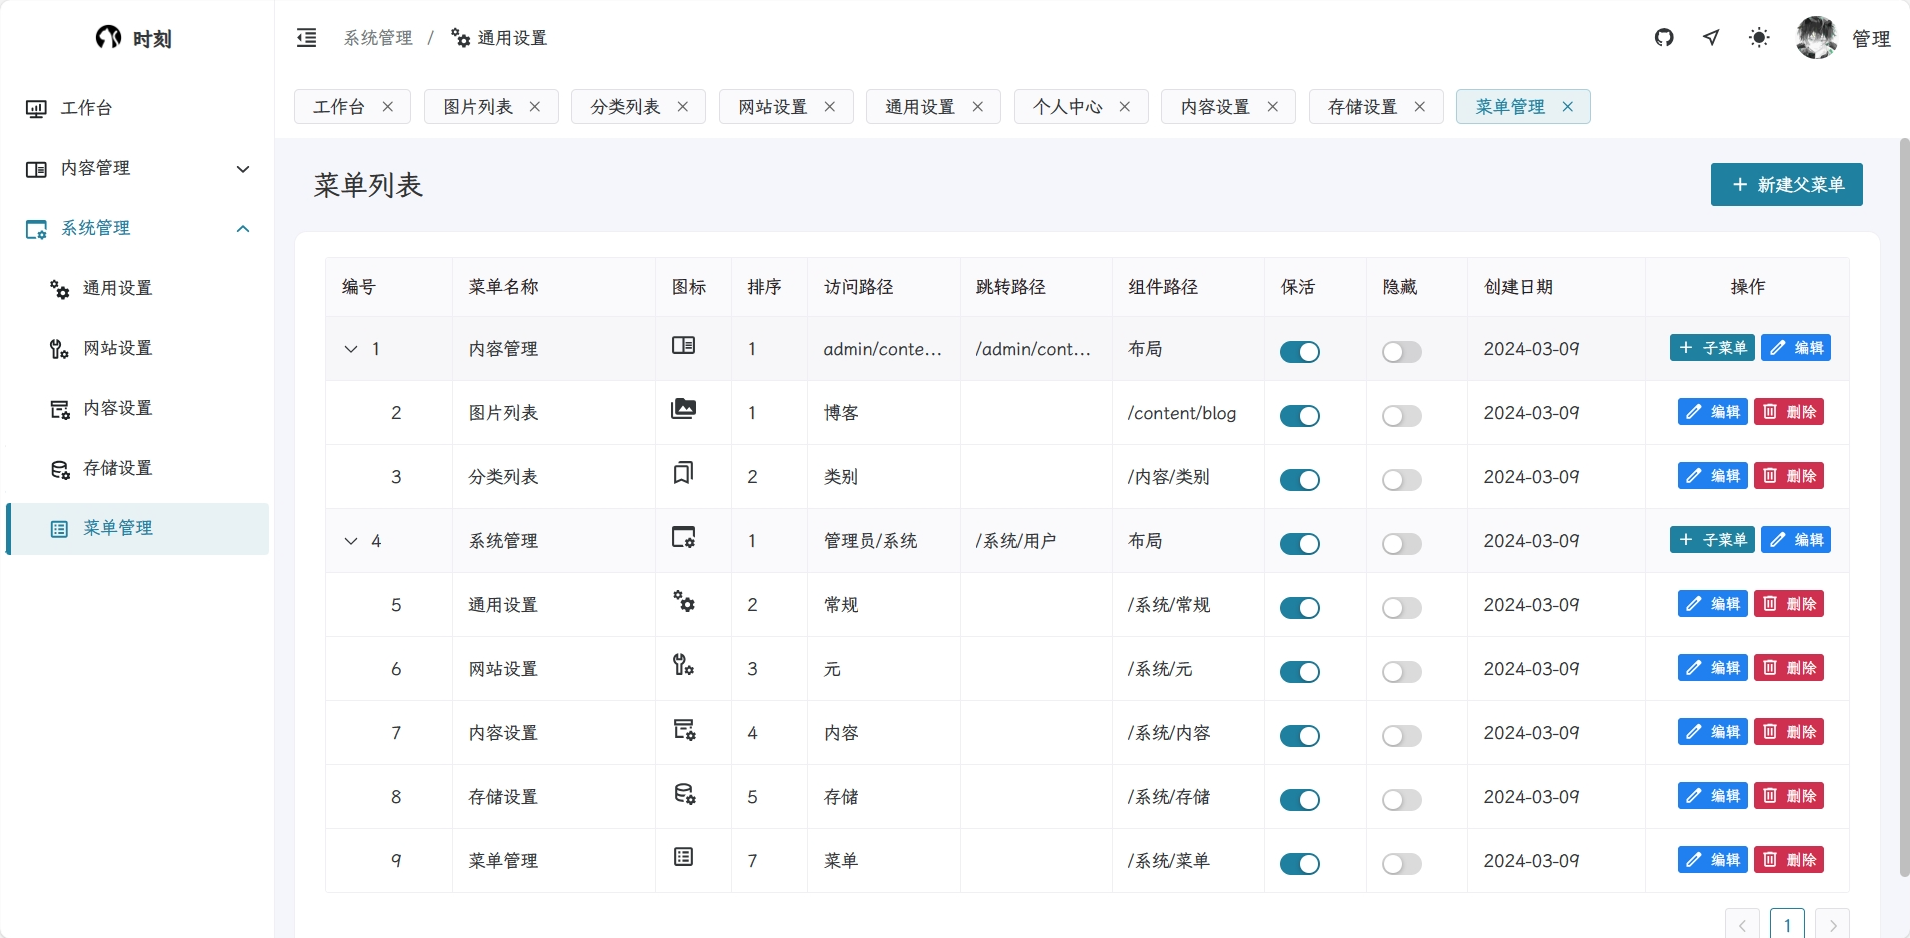 时刻
系统管理 / 通用设置
管理
工作台
内容管理
系统管理
通用设置
网站设置
内容设置
存储设置
菜单管理
工作台 图片列表 分类列表 网站设置 通用设置 个人中心 内容设置 存储设置 菜单管理
菜单列表
+ 新建父菜单
编号 菜单名称 图标 排序 访问路径 跳转路径 组件路径 保活 隐藏 创建日期 操作
1 内容管理 1 admin/conte... /admin/cont... 布局 2024-03-09 + 子菜单 编辑
2 图片列表 1 博客 /content/blog 2024-03-09 编辑 删除
3 分类列表 2 类别 /内容/类别 2024-03-09 编辑 删除
4 系统管理 1 管理员/系统 /系统/用户 布局 2024-03-09 + 子菜单 编辑
5 通用设置 2 常规 /系统/常规 2024-03-09 编辑 删除
6 网站设置 3 元 /系统/元 2024-03-09 编辑 删除
7 内容设置 4 内容 /系统/内容 2024-03-09 编辑 删除
8 存储设置 5 存储 /系统/存储 2024-03-09 编辑 删除
9 菜单管理 7 菜单 /系统/菜单 2024-03-09 编辑 删除
1